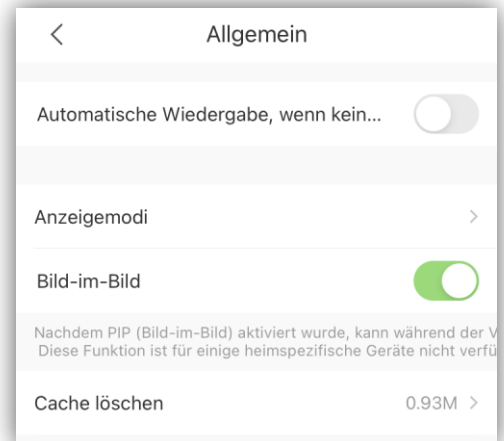 Allgemein
Automatische Wiedergabe, wenn kein...
Anzeigemodi
Bild-im-Bild
Nachdem PIP (Bild-im-Bild) aktiviert wurde, kann während der V
Diese Funktion ist für einige heimspezifische Geräte nicht verfü
Cache löschen 0.93M